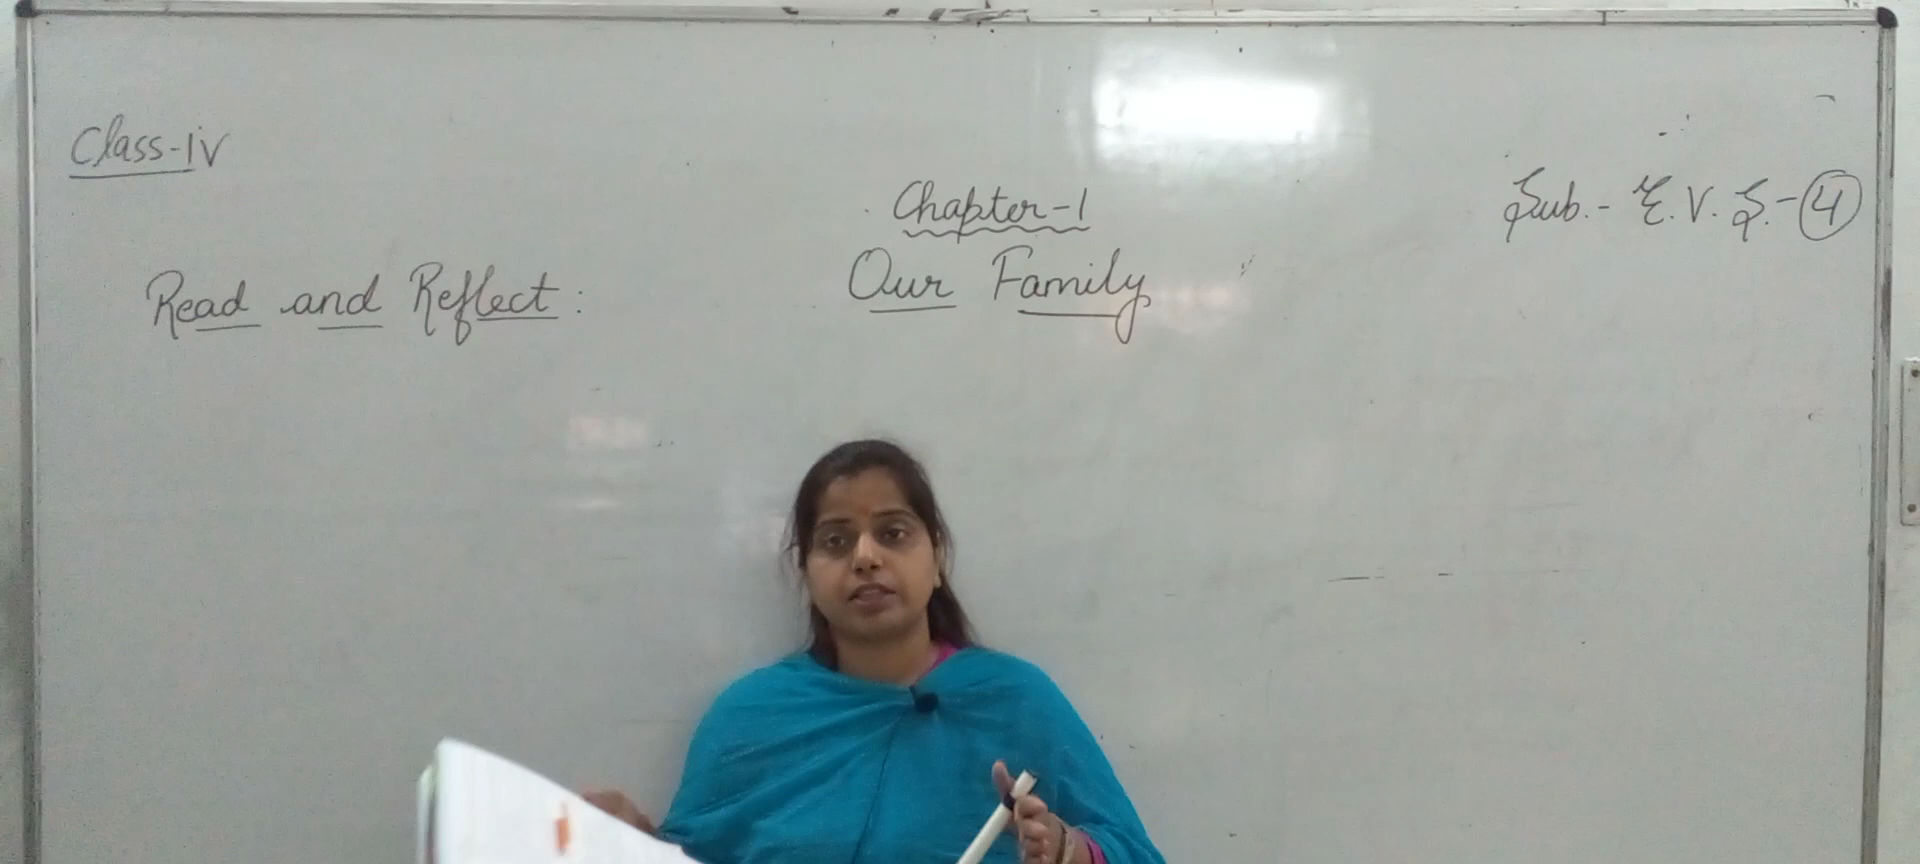 Class-iv
Sub.- E.V.S.-4
Chapter-1
Our Family
Read and Reflect: